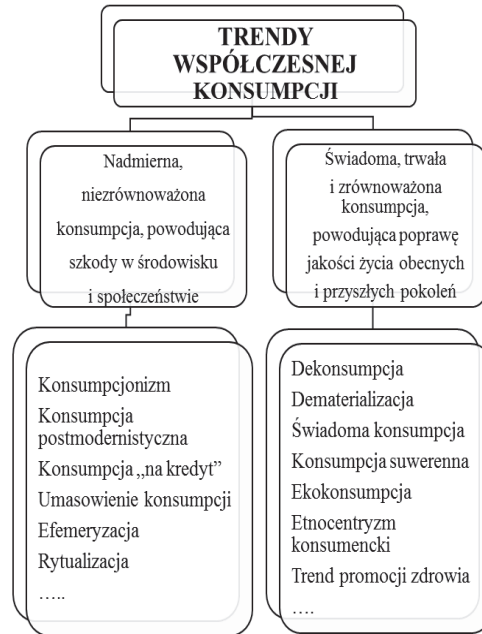 TRENDY
WSPÓŁCZESNEJ
KONSUMPCJI
Nadmierna,
niezrównoważona
konsumpcja, powodująca
szkody w środowisku
i społeczeństwie
Świadoma, trwała
i zrównoważona
konsumpcja,
powodująca poprawę
jakości życia obecnych
i przyszłych pokoleń
Konsumpcjonizm
Konsumpcja
postmodernistyczna
Konsumpcja „na kredyt”
Umasowienie konsumpcji
Efemeryzacja
Rytualizacja
…..
Dekonsumpcja
Dematerializacja
Świadoma konsumpcja
Konsumpcja suwerenna
Ekokonsumpcja
Etnocentryzm
konsumencki
Trend promocji zdrowia
….